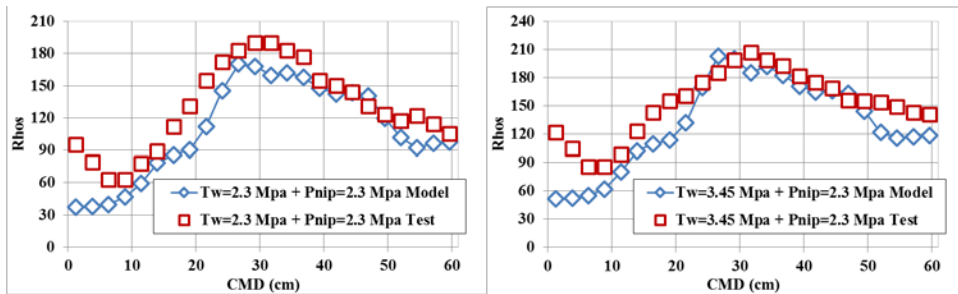 210
180
150
120
90
60
30
0
Rhos
Tw=2.3 Mpa + Pnip=2.3 Mpa Model
Tw=2.3 Mpa + Pnip=2.3 Mpa Test
0 10 20 30 40 50 60
CMD (cm)
240
210
180
150
120
90
60
30
0
Rhos
Tw=3.45 Mpa + Pnip=2.3 Mpa Model
Tw=3.45 Mpa + Pnip=2.3 Mpa Test
0 10 20 30 40 50 60
CMD (cm)